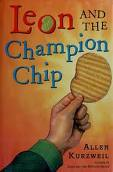 Leon AND THE
Champion
Chip
ALLEN
KURZWEIL